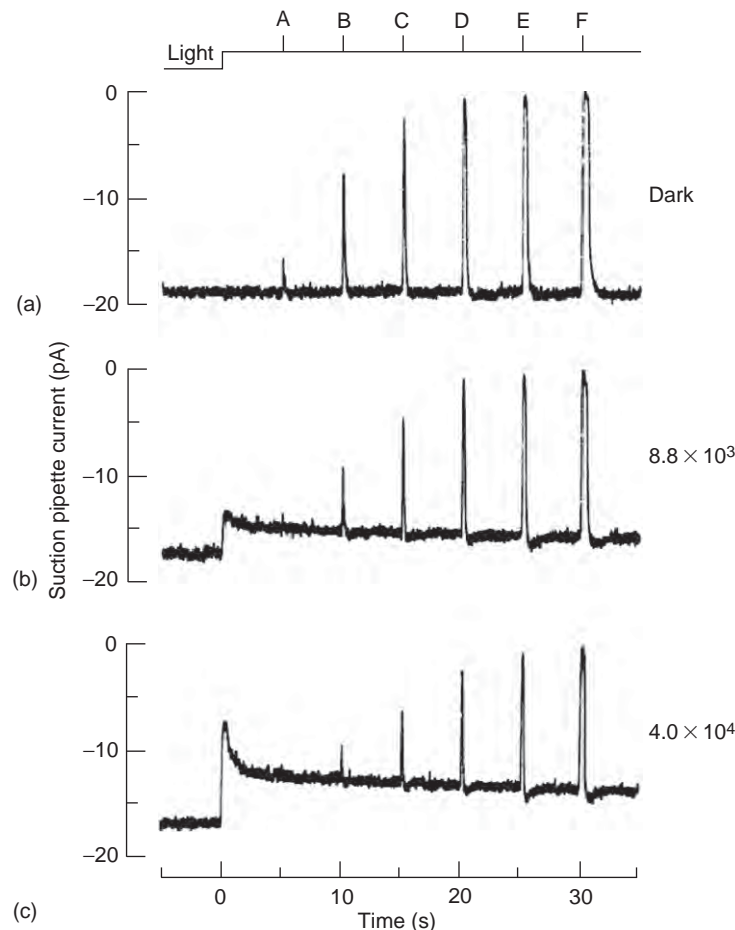 A B C D E F
Light
0
−10
−20
Dark
(a)
0
−10
−20
8.8 × 10³
(b)
Suction pipette current (pA)
0
−10
−20
4.0 × 10⁴
0 10 20 30
(c)
Time (s)